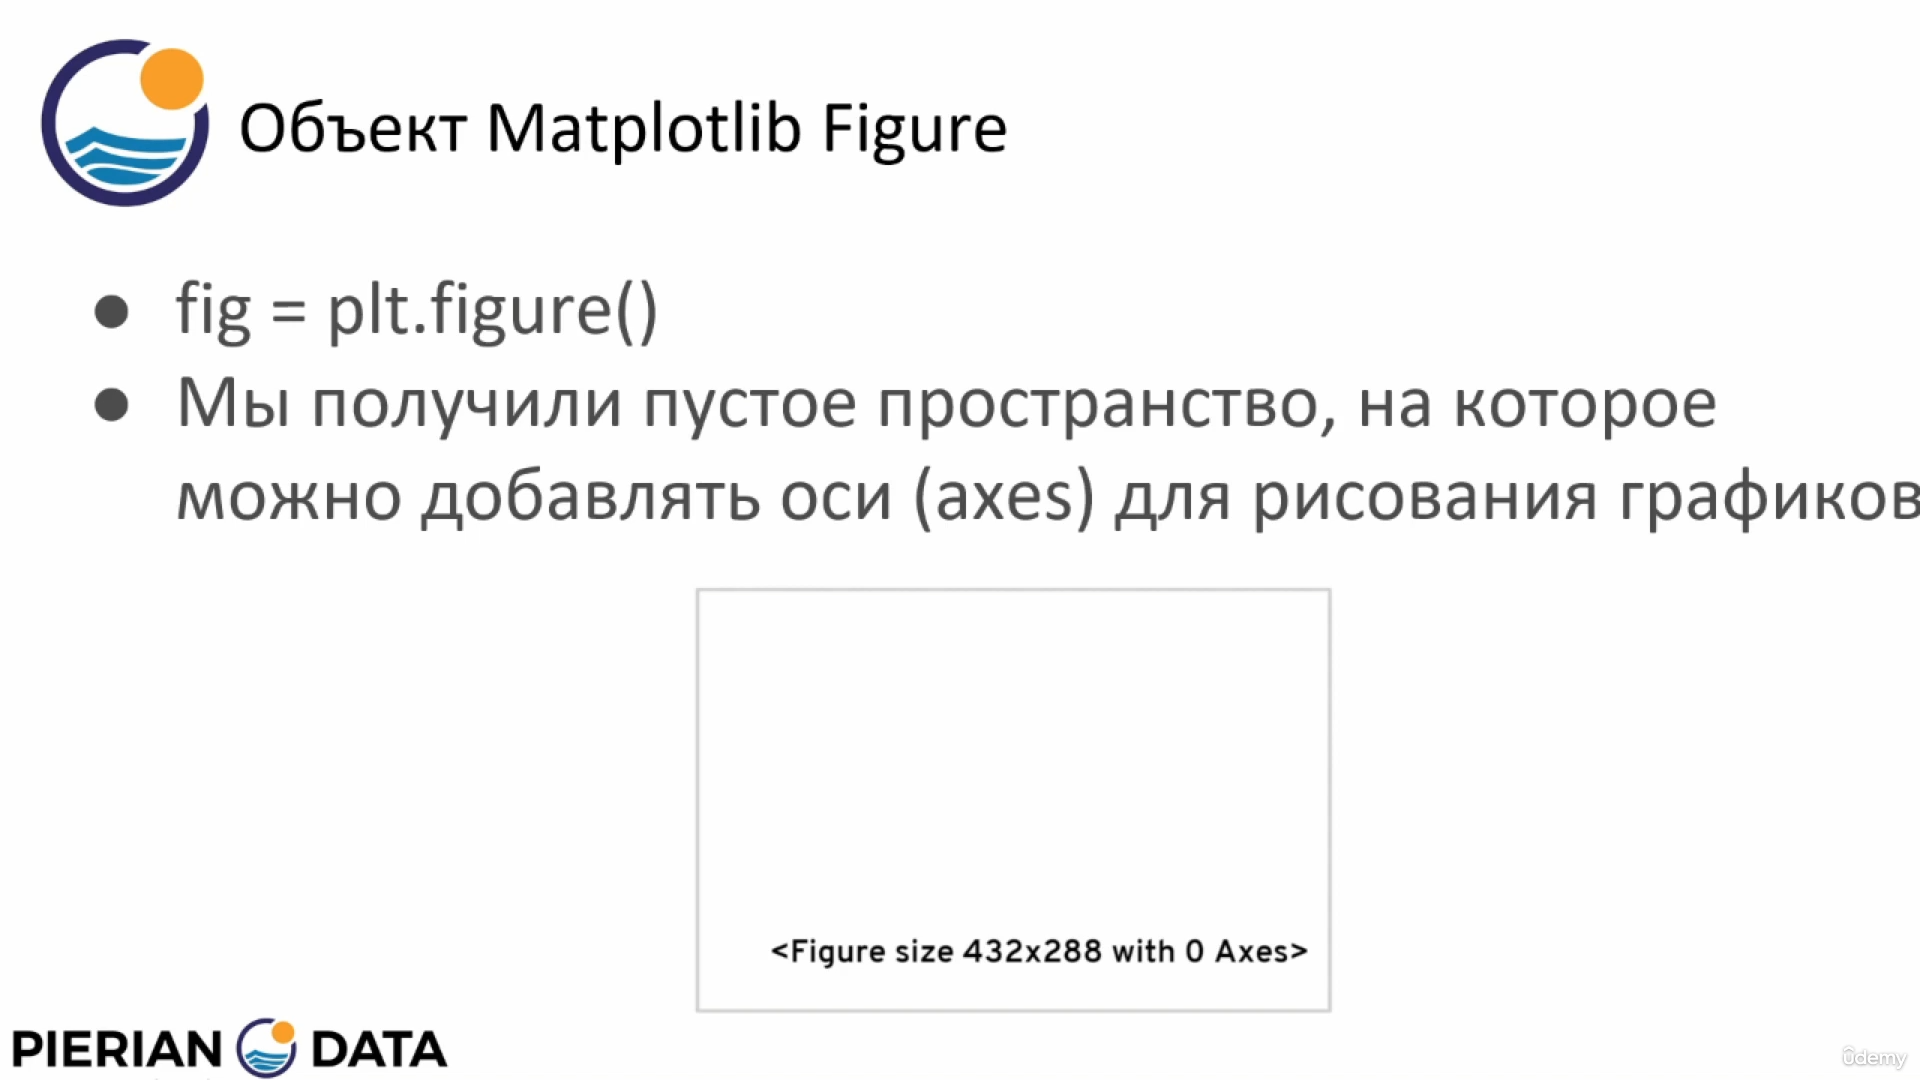 Объект Matplotlib Figure
● fig = plt.figure()
● Мы получили пустое пространство, на которое
можно добавлять оси (axes) для рисования графиков
<Figure size 432x288 with 0 Axes>
PIERIAN DATA
ûdemy